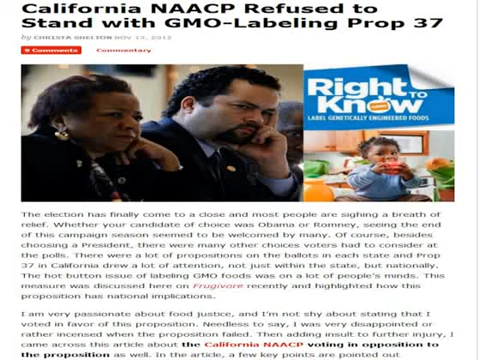 California NAACP Refused to
Stand with GMO-Labeling Prop 37
by CHRISTA SHELTON NOV 13, 2012
Comments Commentary
Right
TO
Know
LABEL GENETICALLY ENGINEERED FOODS
The election has finally come to a close and most people are sighing a breath of
relief. Whether your candidate of choice was Obama or Romney, seeing the end
of this campaign season seemed to be welcomed by many. Of course, besides
choosing a President, there were many other choices voters had to consider at
the polls. There were a lot of propositions on the ballots in each state and Prop
37 in California drew a lot of attention, not just within the state, but nationally.
The hot button issue of labeling GMO foods was on a lot of people's minds. This
measure was discussed here on Frugivore recently and highlighted how this
proposition has national implications.
I am very passionate about food justice, and I'm not shy about stating that I
voted in favor of this proposition. Needless to say, I was very disappointed or
rather incensed when the proposition failed. Then adding insult to further injury, I
came across this article about the California NAACP voting in opposition to
the proposition as well. In the article, a few key points are pointed out.